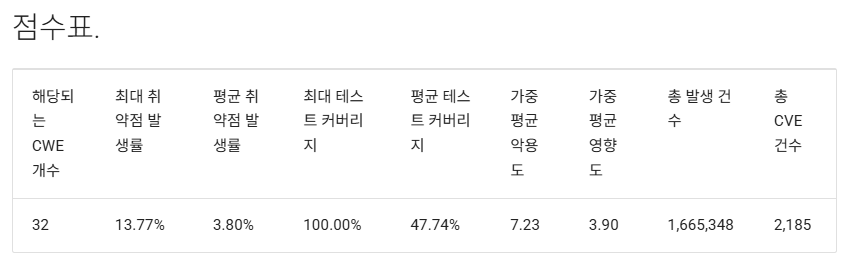 점수표.
해당되
는
CWE
개수
최대 취
약점 발
생률
평균 취
약점 발
생률
최대 테스
트 커버리
지
평균 테스
트 커버리
지
가중
평균
악용
도
가중
평균
영향
도
총 발생 건
수
총
CVE
건수
32 13.77% 3.80% 100.00% 47.74% 7.23 3.90 1,665,348 2,185